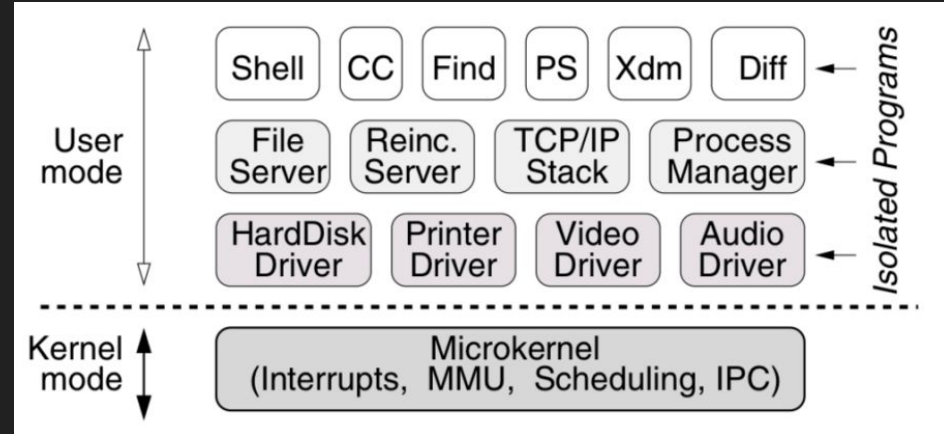 Shell CC Find PS Xdm Diff
User
mode
File
Server
Reinc.
Server
TCP/IP
Stack
Process
Manager
HardDisk
Driver
Printer
Driver
Video
Driver
Audio
Driver
Isolated Programs
Kernel
mode
Microkernel
(Interrupts, MMU, Scheduling, IPC)